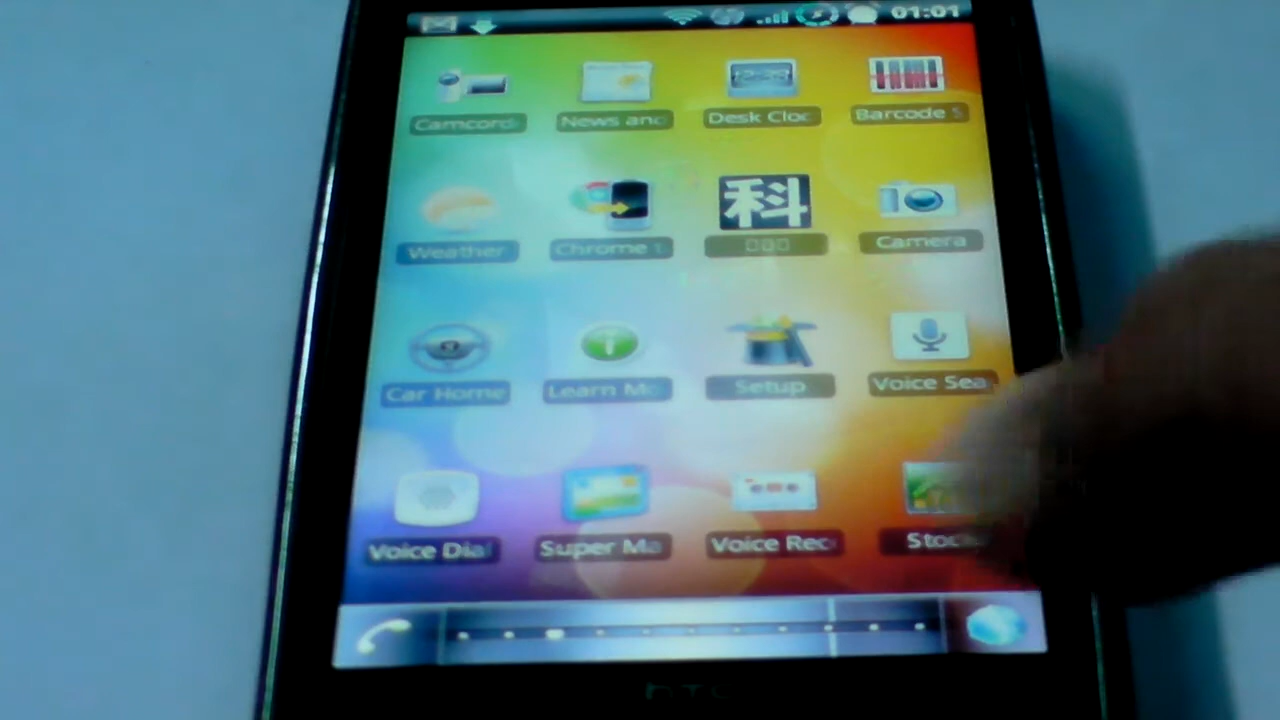 01:01
Camcord
News and
Desk Cloc
Barcode S
Weather
Chrome t
科
Camera
Car Home
Learn Mo
Setup
Voice Sea
Voice Dial
Super Ma
Voice Rec
Stocks
hTC